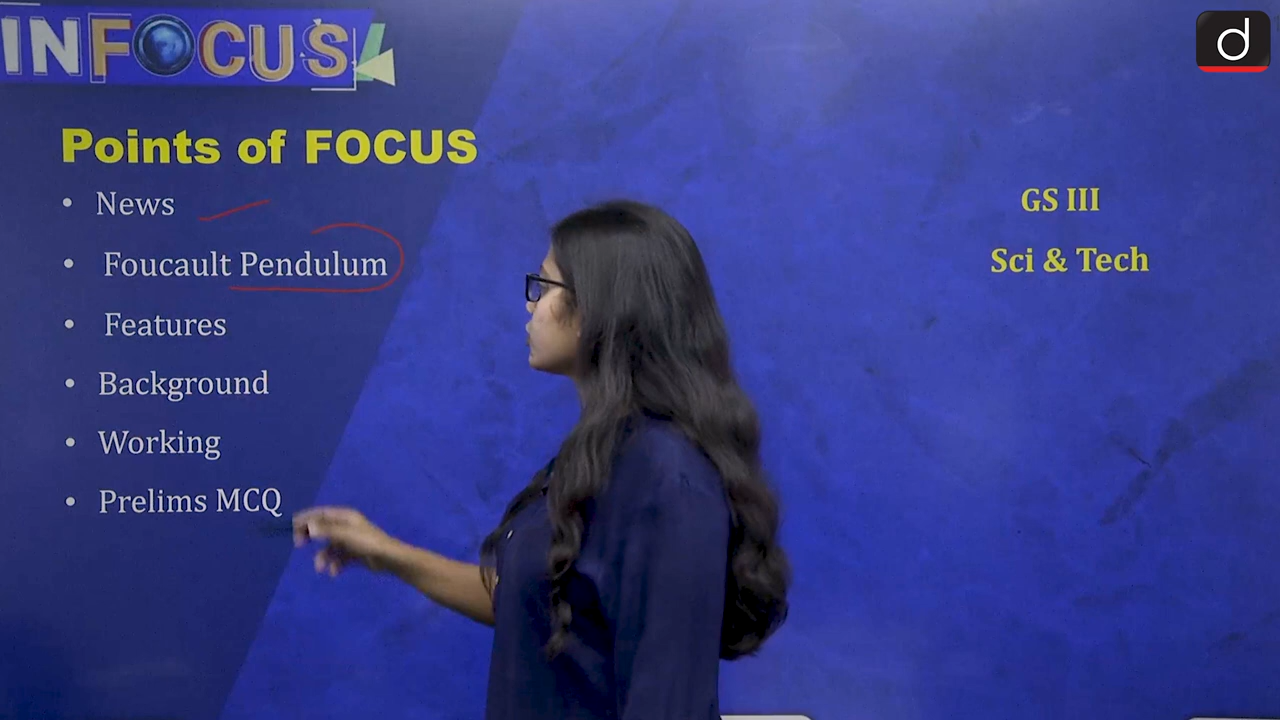 INFOCUS
d
Points of FOCUS
• News
• Foucault Pendulum
• Features
• Background
• Working
• Prelims MCQ
GS III
Sci & Tech